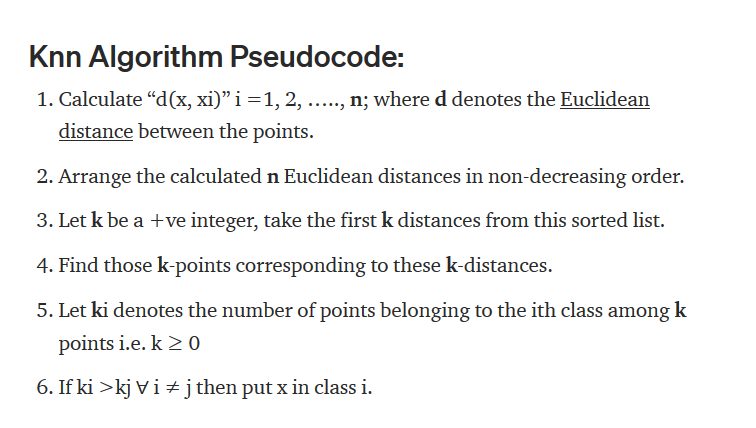 Knn Algorithm Pseudocode:
1. Calculate “d(x, xi)” i =1, 2, ….., n; where d denotes the Euclidean
distance between the points.
2. Arrange the calculated n Euclidean distances in non-decreasing order.
3. Let k be a +ve integer, take the first k distances from this sorted list.
4. Find those k-points corresponding to these k-distances.
5. Let ki denotes the number of points belonging to the ith class among k
points i.e. k ≥ 0
6. If ki >kj ∀ i ≠ j then put x in class i.